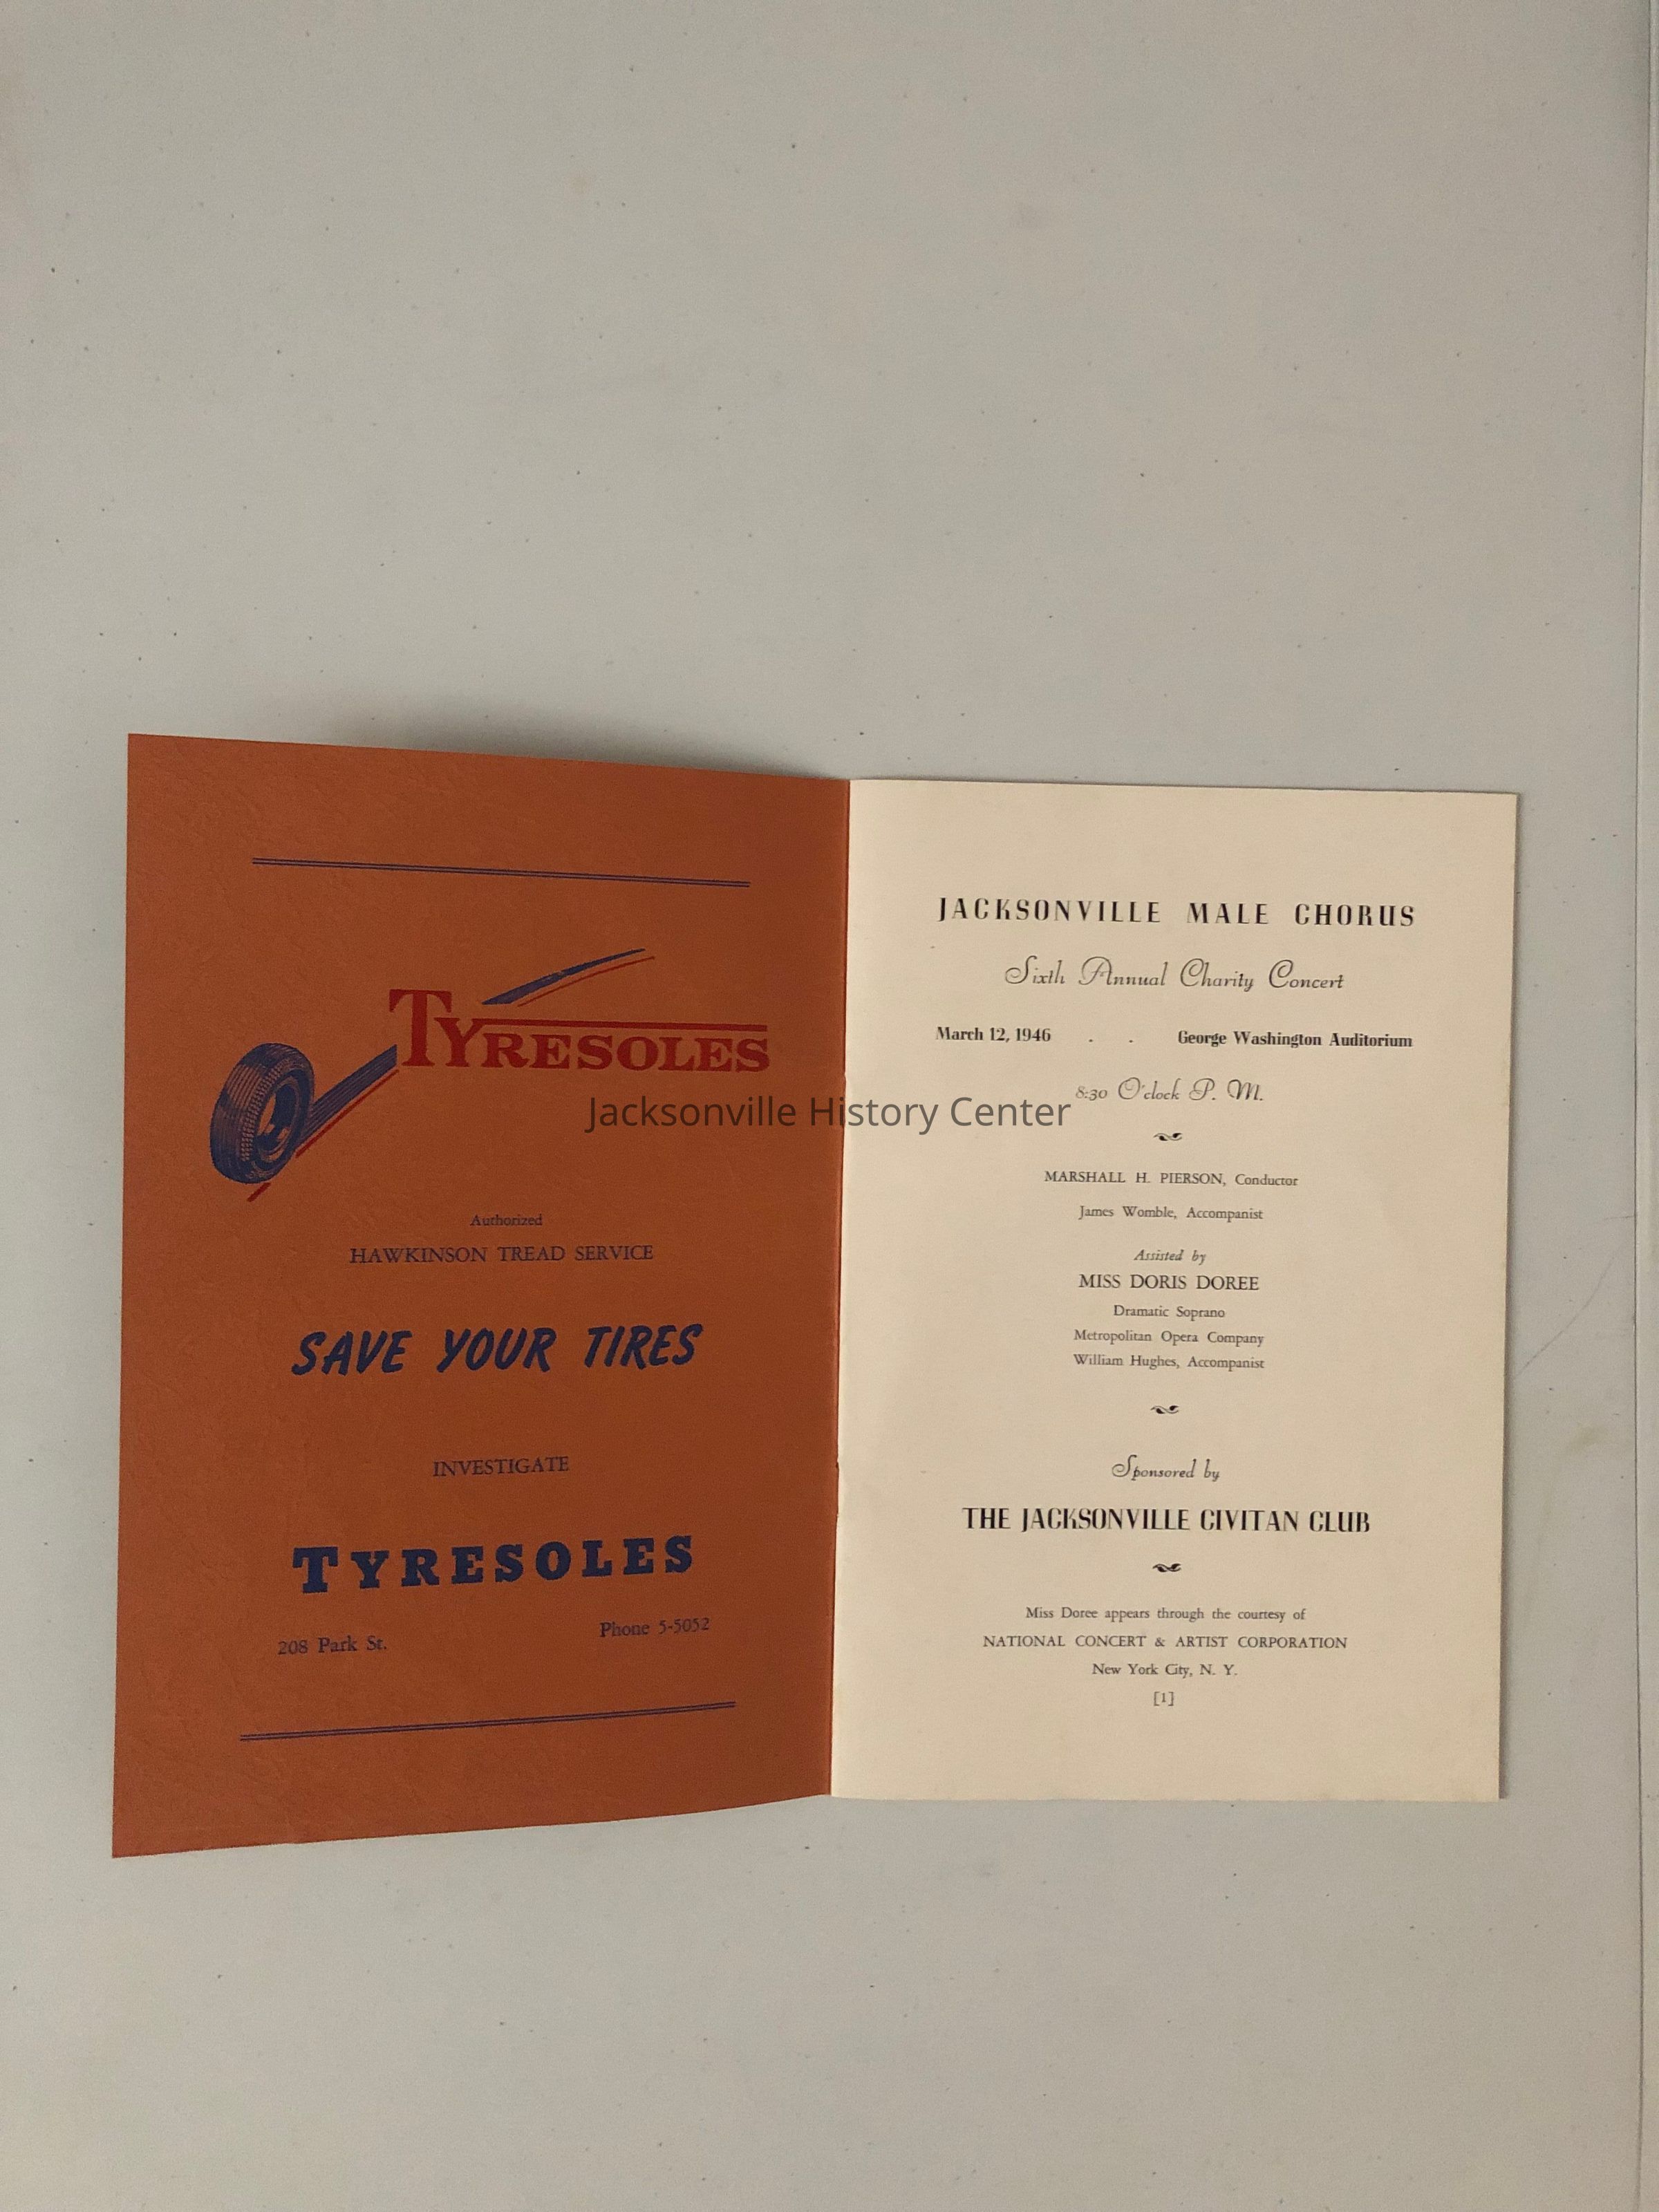 TYRESOLES
Authorized
HAWKINSON TREAD SERVICE
SAVE YOUR TIRES
INVESTIGATE
TYRESOLES
208 Park St. Phone 5-5052
JACKSONVILLE MALE CHORUS
Sixth Annual Charity Concert
March 12, 1946 . . George Washington Auditorium
8:30 O'clock P. M.
MARSHALL H. PIERSON, Conductor
James Womble, Accompanist
Assisted by
MISS DORIS DOREE
Dramatic Soprano
Metropolitan Opera Company
William Hughes, Accompanist
Sponsored by
THE JACKSONVILLE CIVITAN CLUB
Miss Doree appears through the courtesy of
NATIONAL CONCERT & ARTIST CORPORATION
New York City, N. Y.
[1]
Jacksonville History Center